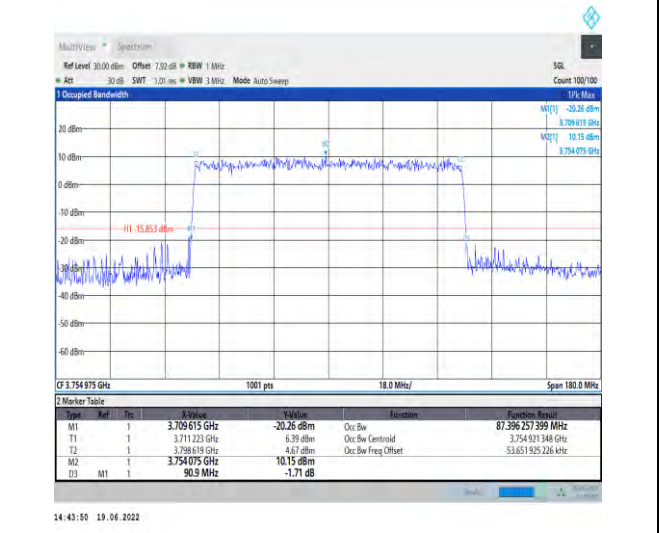 MultiView Spectrum
Ref Level 30.00 dBm Offset 7.92 dB RBW 1 MHz SGL
Att 30 dB SWT 1.01 ms VBW 3 MHz Mode Auto Sweep Count 100/100
1 Occupied Bandwidth 1Pk Max
M1[1] -20.26 dBm
3.709 615 GHz
M2[1] 10.15 dBm
3.754 075 GHz
20 dBm
10 dBm
M2
0 dBm
-10 dBm
H1 -15.853 dBm
-20 dBm
-30 dBm
-40 dBm
-50 dBm
-60 dBm
CF 3.754 975 GHz 1001 pts 18.0 MHz/ Span 180.0 MHz
2 Marker Table
Type Ref Trc X-Value Y-Value Function Function Result
M1 1 3.709 615 GHz -20.26 dBm Occ Bw 87.396 257 399 MHz
T1 1 3.711 223 GHz 6.39 dBm Occ Bw Centroid 3.754 921 348 GHz
T2 1 3.798 619 GHz 4.67 dBm Occ Bw Freq Offset -53.651 925 226 kHz
M2 1 3.754 075 GHz 10.15 dBm
D3 M1 1 90.9 MHz -1.71 dB
14:43:50 19.06.2022